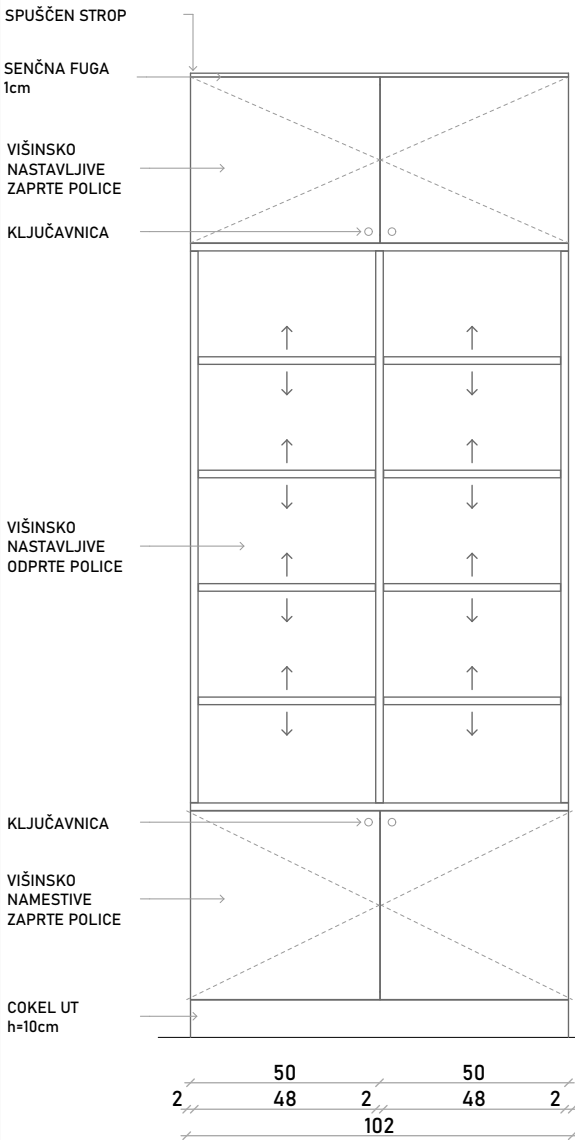 SPUŠČEN STROP
SENČNA FUGA
1cm
VIŠINSKO
NASTAVLJIVE
ZAPRTE POLICE
KLJUČAVNICA
VIŠINSKO
NASTAVLJIVE
ODPRTE POLICE
KLJUČAVNICA
VIŠINSKO
NAMESTIVE
ZAPRTE POLICE
COKEL UT
h=10cm
50 50
2 48 2 48 2
102